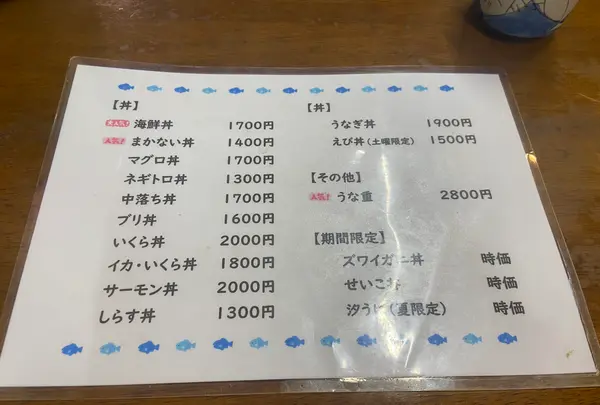 【丼】
大人気! 海鮮丼 1700円
人気! まかない丼 1400円
マグロ丼 1700円
ネギトロ丼 1300円
中落ち丼 1700円
ブリ丼 1600円
いくら丼 2000円
イカ・いくら丼 1800円
サーモン丼 2000円
しらす丼 1300円
【丼】
うなぎ丼 1900円
えび丼(土曜限定) 1500円
【その他】
人気! うな重 2800円
【期間限定】
ズワイガニ丼 時価
せいこ丼 時価
汐うに(夏限定) 時価